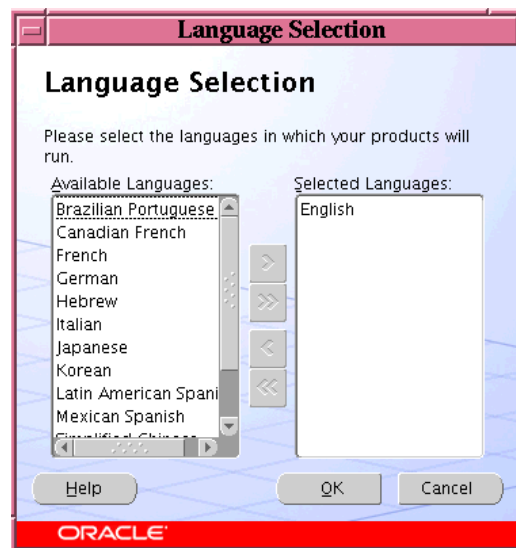 Language Selection
Language Selection
Please select the languages in which your products will
run.
Available Languages:
Brazilian Portuguese
Canadian French
French
German
Hebrew
Italian
Japanese
Korean
Latin American Spani
Mexican Spanish
Simplified Chinese
Selected Languages:
English
>
>>
<
<<
Help
OK
Cancel
ORACLE